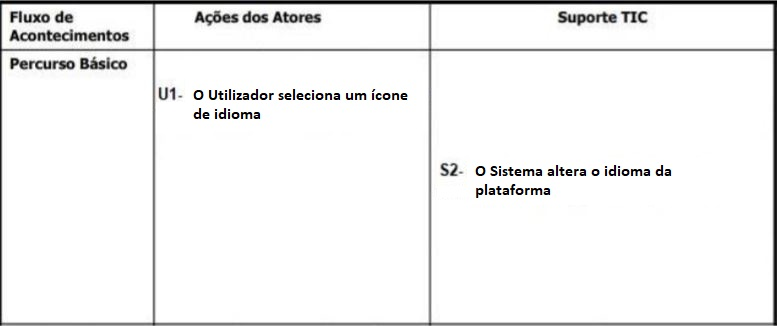 Fluxo de
Acontecimentos
Ações dos Atores
Suporte TIC
Percurso Básico
U1- O Utilizador seleciona um ícone
de idioma
S2- O Sistema altera o idioma da
plataforma